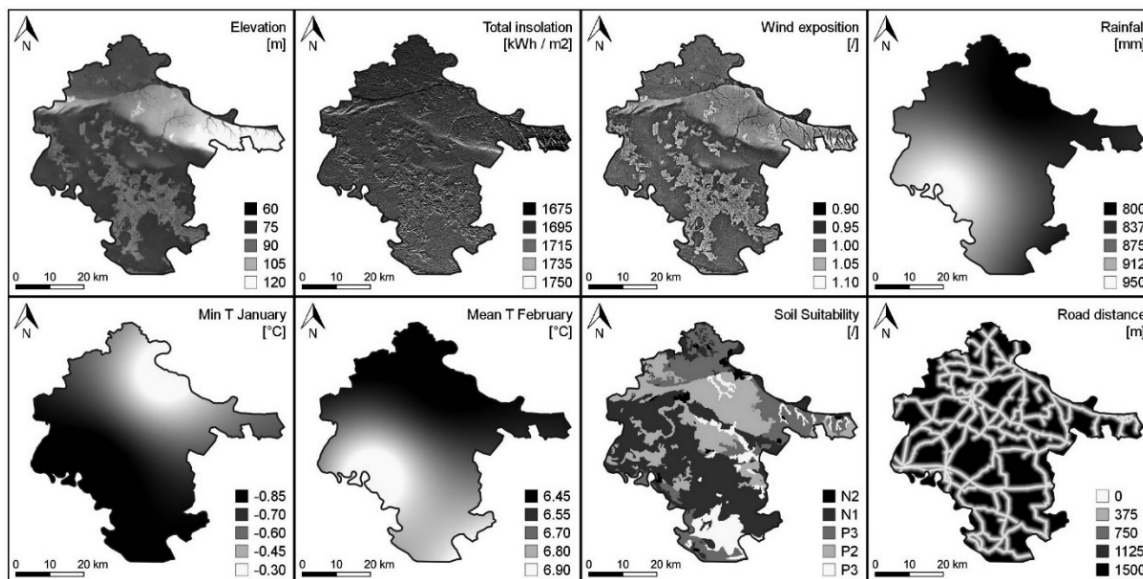 Elevation
[m]
N
60
75
90
105
120
0 10 20 km
Total insolation
[kWh / m2]
N
1675
1695
1715
1735
1750
0 10 20 km
Wind exposition
[/]
N
0.90
0.95
1.00
1.05
1.10
0 10 20 km
Rainfall
[mm]
N
800
837
875
912
950
0 10 20 km
Min T January
[°C]
N
-0.85
-0.70
-0.60
-0.45
-0.30
0 10 20 km
Mean T February
[°C]
N
6.45
6.55
6.70
6.80
6.90
0 10 20 km
Soil Suitability
[/]
N
N2
N1
P3
P2
P3
0 10 20 km
Road distance
[m]
N
0
375
750
1125
1500
0 10 20 km